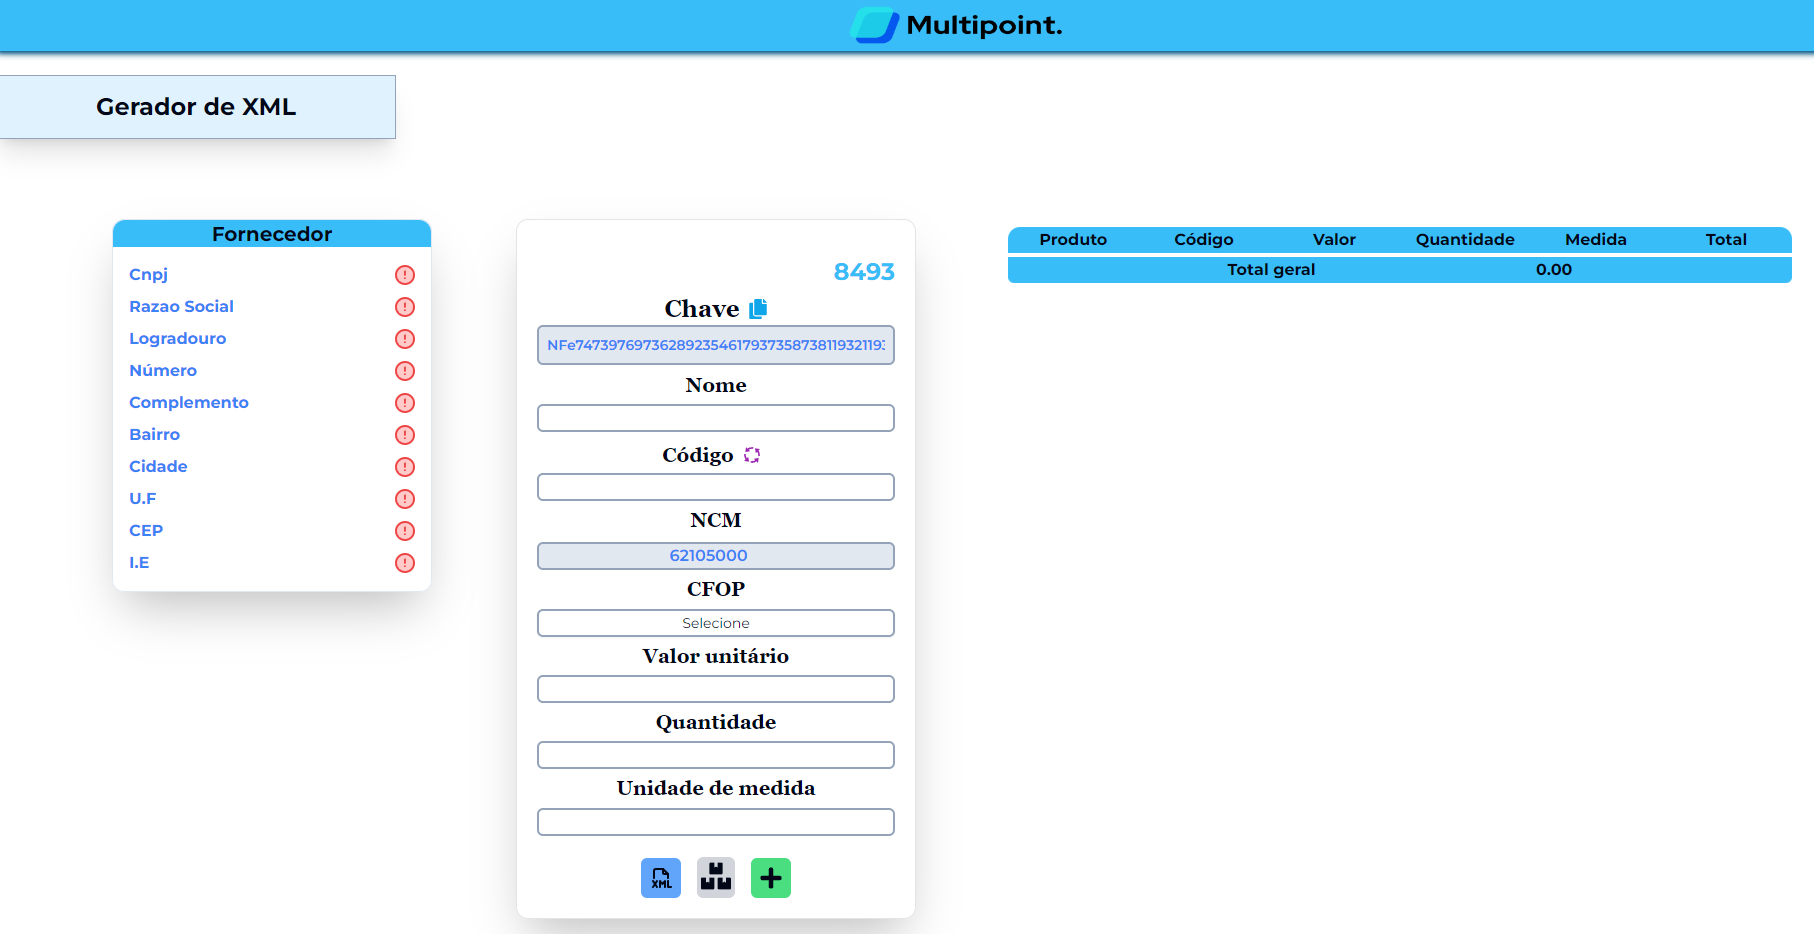 Multipoint.
Gerador de XML
Fornecedor
Cnpj
Razao Social
Logradouro
Número
Complemento
Bairro
Cidade
U.F
CEP
I.E
8493
Chave
Nome
Código
NCM
62105000
CFOP
Selecione
Valor unitário
Quantidade
Unidade de medida
XML
Produto Código Valor Quantidade Medida Total
Total geral 0.00